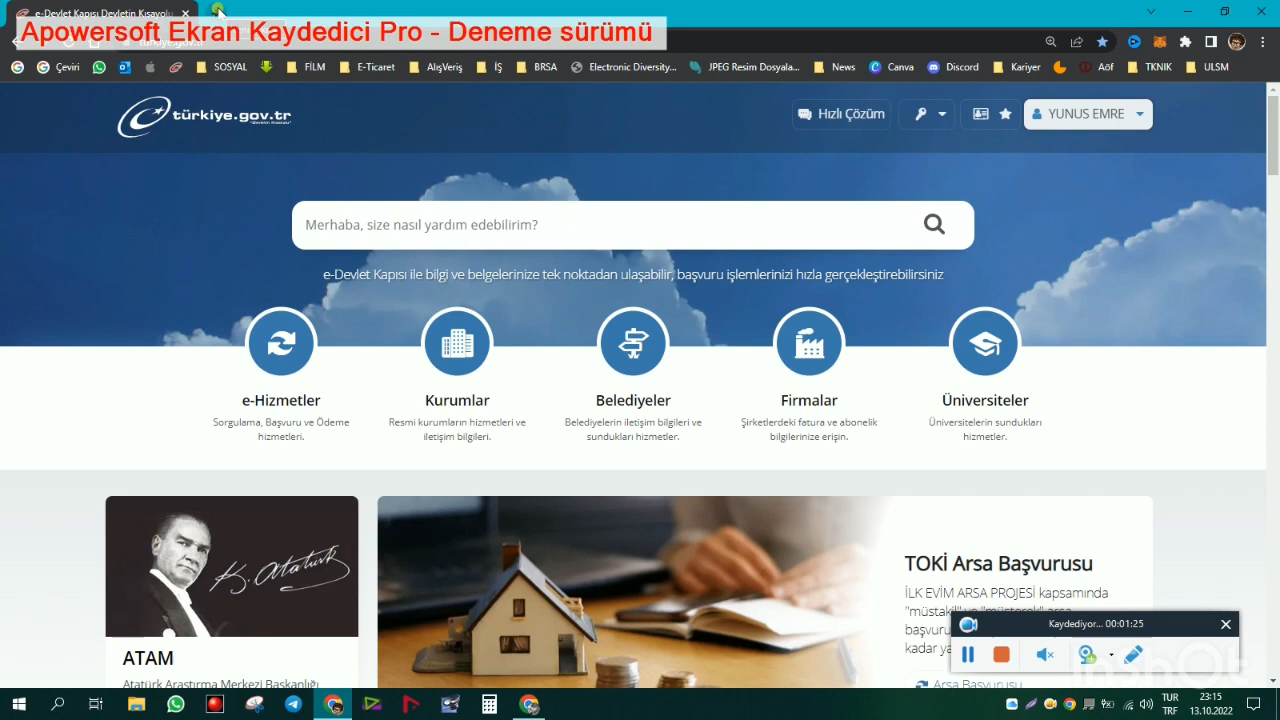 e-Devlet Kapısı Devletin Kısayolu
Apowersoft Ekran Kaydedici Pro - Deneme sürümü
türkiye.gov.tr
Çeviri
SOSYAL
FİLM
E-Ticaret
AlışVeriş
İş
BRSA
Electronic Diversity...
JPEG Resim Dosyala...
News
Canva
Discord
Kariyer
Aöf
TKNIK
ULSM
türkiye.gov.tr
Hızlı Çözüm
YUNUS EMRE
Merhaba, size nasıl yardım edebilirim?
e-Devlet Kapısı ile bilgi ve belgelerinize tek noktadan ulaşabilir, başvuru işlemlerinizi hızla gerçekleştirebilirsiniz
e-Hizmetler
Sorgulama, Başvuru ve Ödeme
hizmetleri.
Kurumlar
Resmi kurumların hizmetleri ve
iletişim bilgileri.
Belediyeler
Belediyelerin iletişim bilgileri ve
sundukları hizmetler.
Firmalar
Şirketlerdeki fatura ve abonelik
bilgilerinize erişin.
Üniversiteler
Üniversitelerin sundukları
hizmetler.
K. Atatürk
ATAM
Atatürk Araştırma Merkezi Başkanlığı
TOKİ Arsa Başvurusu
İLK EVİM ARSA PROJESİ kapsamında
"müstakil" ve "müşterek" arsa
başvuru
kadar ya
Arsa Başvurusu
Kaydediyor... 00:01:25
InShOt
TUR
TRF
23:15
13.10.2022